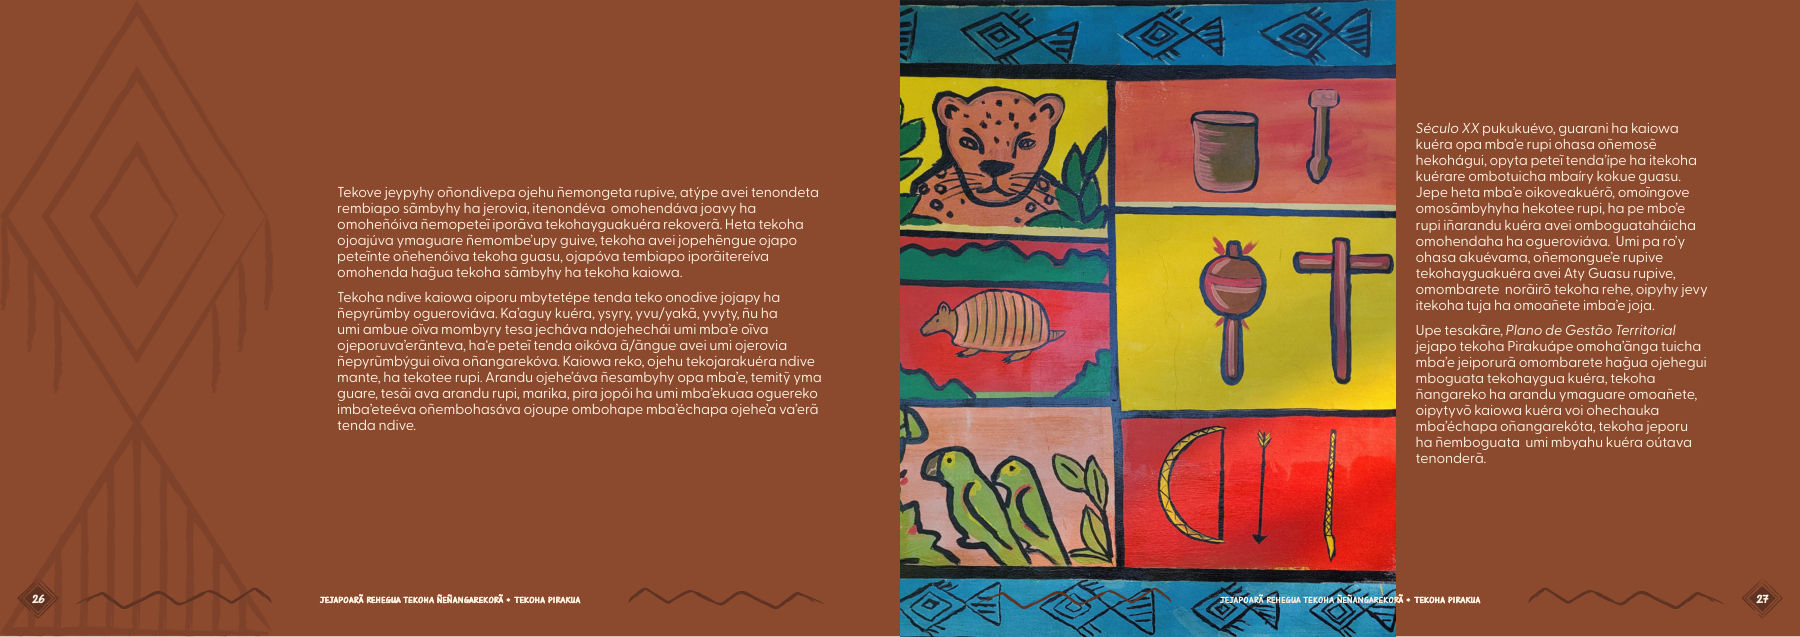 Tekove jeypyhy oñondivepa ojehu ñemongeta rupive, atýpe avei tenondeta
rembiapo sãmbyhy ha jerovia, itenondéva omohendáva joavy ha
omoheñóiva ñemopeteĩ iporãva tekohayguakuéra rekoverã. Heta tekoha
ojoajúva ymaguare ñemombe'upy guive, tekoha avei jopehẽngue ojapo
peteĩnte oñehenóiva tekoha guasu, ojapóva tembiapo iporãitereíva
omohenda hag̃ua tekoha sãmbyhy ha tekoha kaiowa.
Tekoha ndive kaiowa oiporu mbytetépe tenda teko onodive jojapy ha
ñepyrũmby ogueroviáva. Ka'aguy kuéra, ysyry, yvu/yakã, yvyty, ñu ha
umi ambue oĩva mombyry tesa jecháva ndojehechái umi mba'e oĩva
ojeporuva'erãnteva, ha'e peteĩ tenda oikóva ã/ãngue avei umi ojerovia
ñepyrũmbýgui oĩva oñangarekóva. Kaiowa reko, ojehu tekojarakuéra ndive
mante, ha tekotee rupi. Arandu ojehe'áva ñesambyhy opa mba'e, temitỹ yma
guare, tesãi ava arandu rupi, marika, pira jopói ha umi mba'ekuaa oguereko
imba'eteéva oñembohasáva ojoupe ombohape mba'échapa ojehe'a va'erã
tenda ndive.
26
JEJAPOARÃ REHEGUA TEKOHA ÑEÑANGAREKORÃ • TEKOHA PIRAKUA
Século XX pukukuévo, guarani ha kaiowa
kuéra opa mba'e rupi ohasa oñemosẽ
hekohágui, opyta peteĩ tenda'ípe ha itekoha
kuérare ombotuicha mbaíry kokue guasu.
Jepe heta mba'e oikoveakuérõ, omoĩngove
omosãmbyhyha hekotee rupi, ha pe mbo'e
rupi iñarandu kuéra avei omboguataháicha
omohendaha ha ogueroviáva. Umi pa ro'y
ohasa akuévama, oñemongue'e rupive
tekohayguakuéra avei Aty Guasu rupive,
omombarete norãirõ tekoha rehe, oipyhy jevy
itekoha tuja ha omoañete imba'e joja.
Upe tesakãre, Plano de Gestão Territorial
jejapo tekoha Pirakuápe omoha'ãnga tuicha
mba'e jeiporurã omombarete hag̃ua ojehegui
mboguata tekohaygua kuéra, tekoha
ñangareko ha arandu ymaguare omoañete,
oipytyvõ kaiowa kuéra voi ohechauka
mba'échapa oñangarekóta, tekoha jeporu
ha ñemboguata umi mbyahu kuéra oútava
tenonderã.
JEJAPOARÃ REHEGUA TEKOHA ÑEÑANGAREKORÃ • TEKOHA PIRAKUA
27